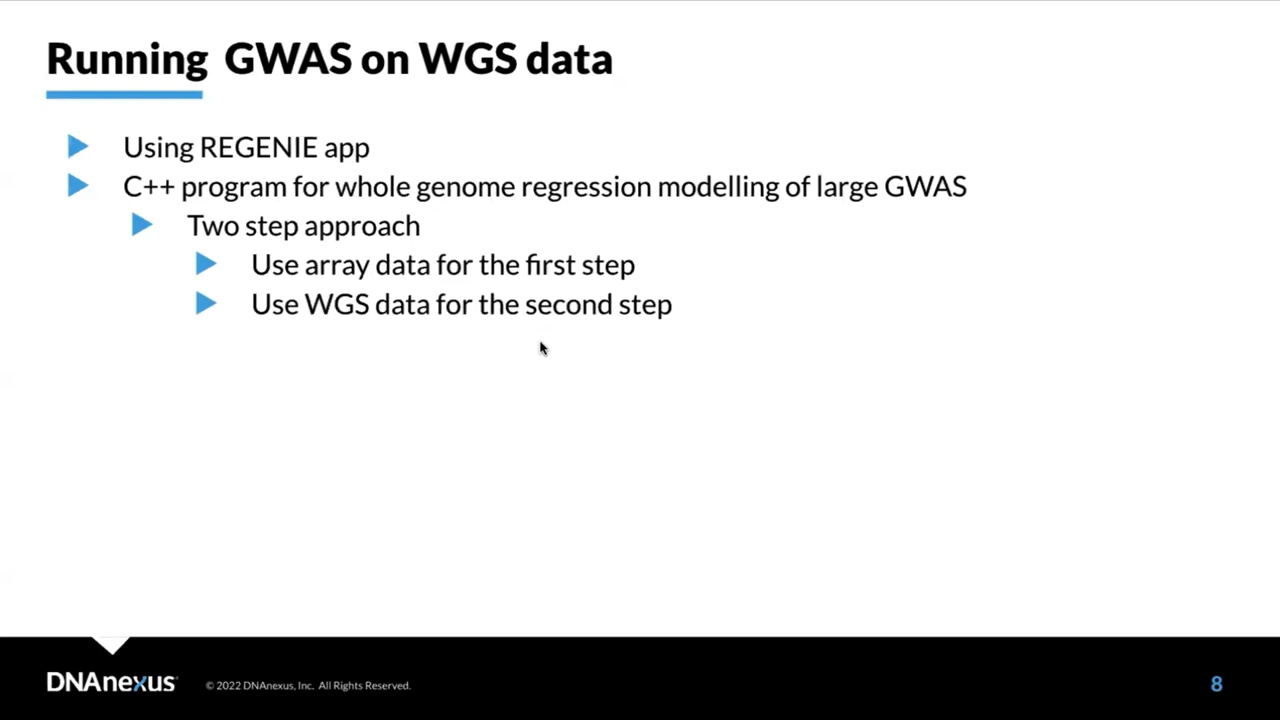 Running GWAS on WGS data
Using REGENIE app
C++ program for whole genome regression modelling of large GWAS
Two step approach
Use array data for the first step
Use WGS data for the second step
DNAnexus © 2022 DNAnexus, Inc. All Rights Reserved. 8